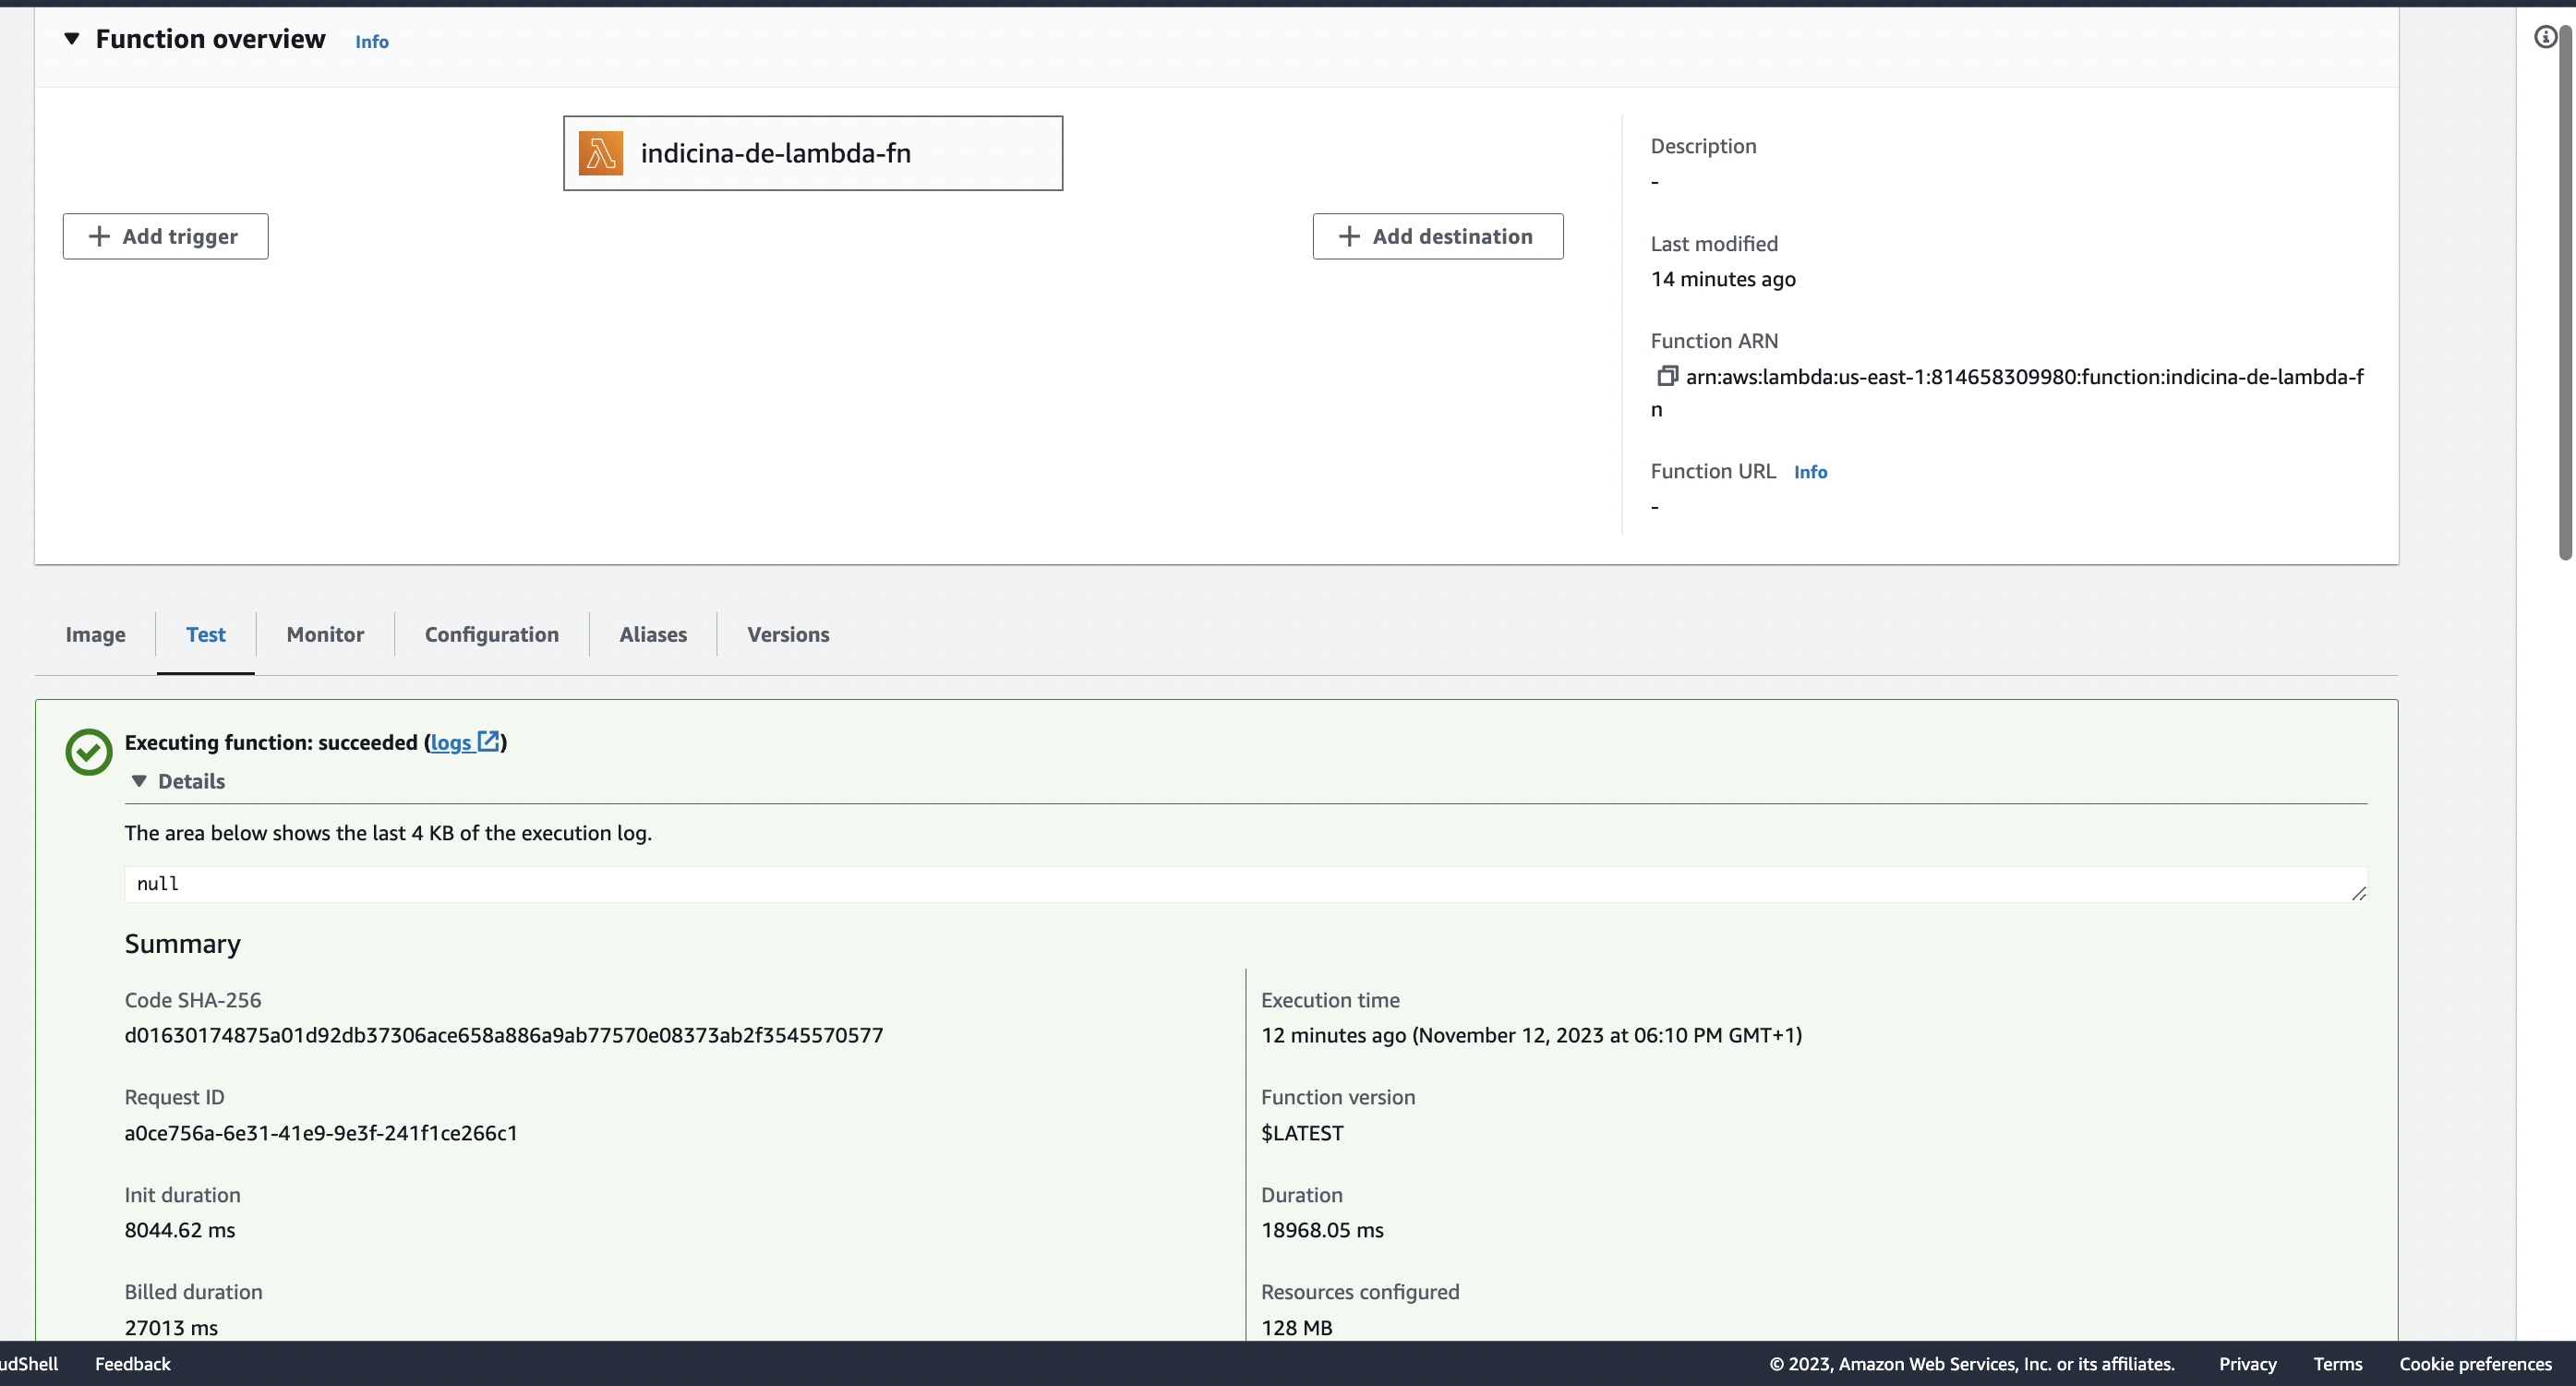 Function overview Info
indicina-de-lambda-fn
Add trigger
Add destination
Description
-
Last modified
14 minutes ago
Function ARN
arn:aws:lambda:us-east-1:814658309980:function:indicina-de-lambda-f
n
Function URL Info
-
Image Test Monitor Configuration Aliases Versions
Executing function: succeeded (logs)
Details
The area below shows the last 4 KB of the execution log.
null
Summary
Code SHA-256
d01630174875a01d92db37306ace658a886a9ab77570e08373ab2f3545570577
Execution time
12 minutes ago (November 12, 2023 at 06:10 PM GMT+1)
Request ID
a0ce756a-6e31-41e9-9e3f-241f1ce266c1
Function version
$LATEST
Init duration
8044.62 ms
Duration
18968.05 ms
Billed duration
27013 ms
Resources configured
128 MB
udShell Feedback © 2023, Amazon Web Services, Inc. or its affiliates. Privacy Terms Cookie preferences